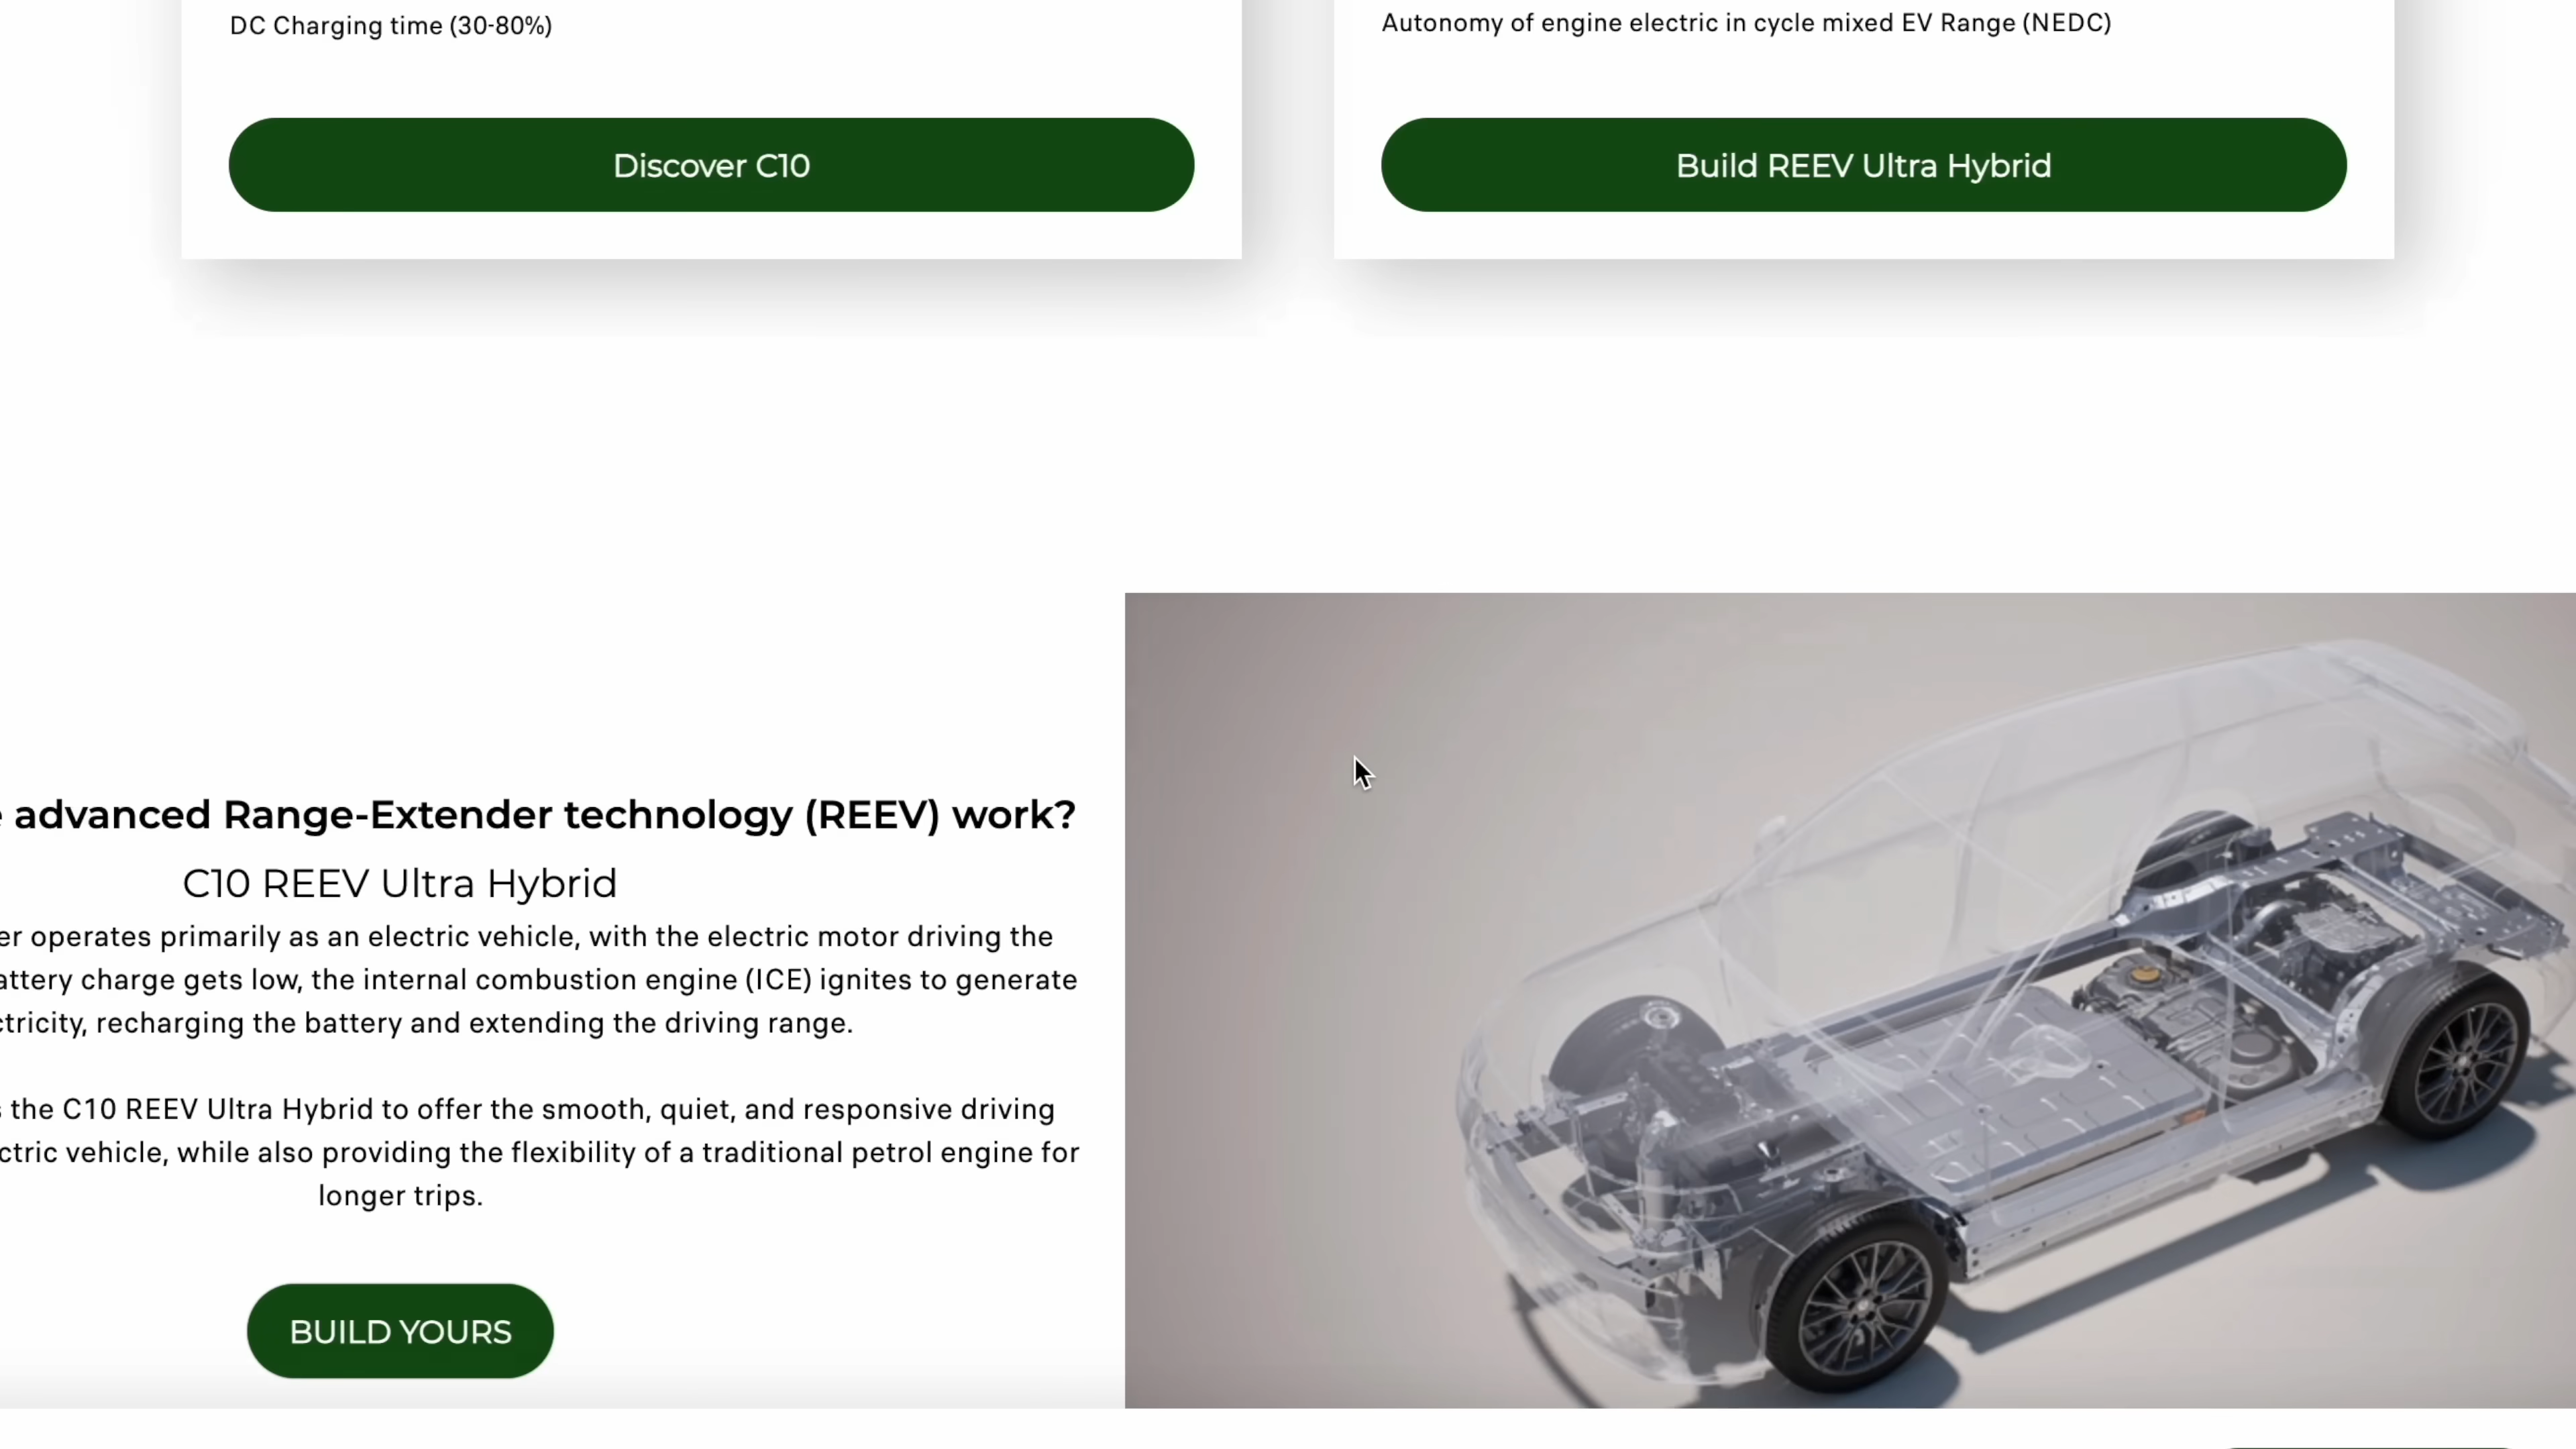 DC Charging time (30-80%)
Autonomy of engine electric in cycle mixed EV Range (NEDC)
Discover C10
Build REEV Ultra Hybrid
advanced Range-Extender technology (REEV) work?
C10 REEV Ultra Hybrid
operates primarily as an electric vehicle, with the electric motor driving the
charge gets low, the internal combustion engine (ICE) ignites to generate
recharging the battery and extending the driving range.
the C10 REEV Ultra Hybrid to offer the smooth, quiet, and responsive driving
vehicle, while also providing the flexibility of a traditional petrol engine for
longer trips.
BUILD YOURS